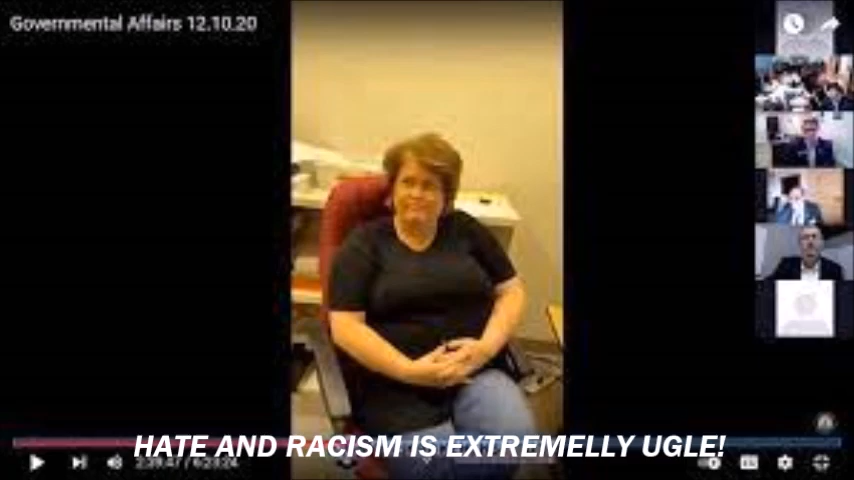 Governmental Affairs 12.10.20
HATE AND RACISM IS EXTREMELLY UGLE!